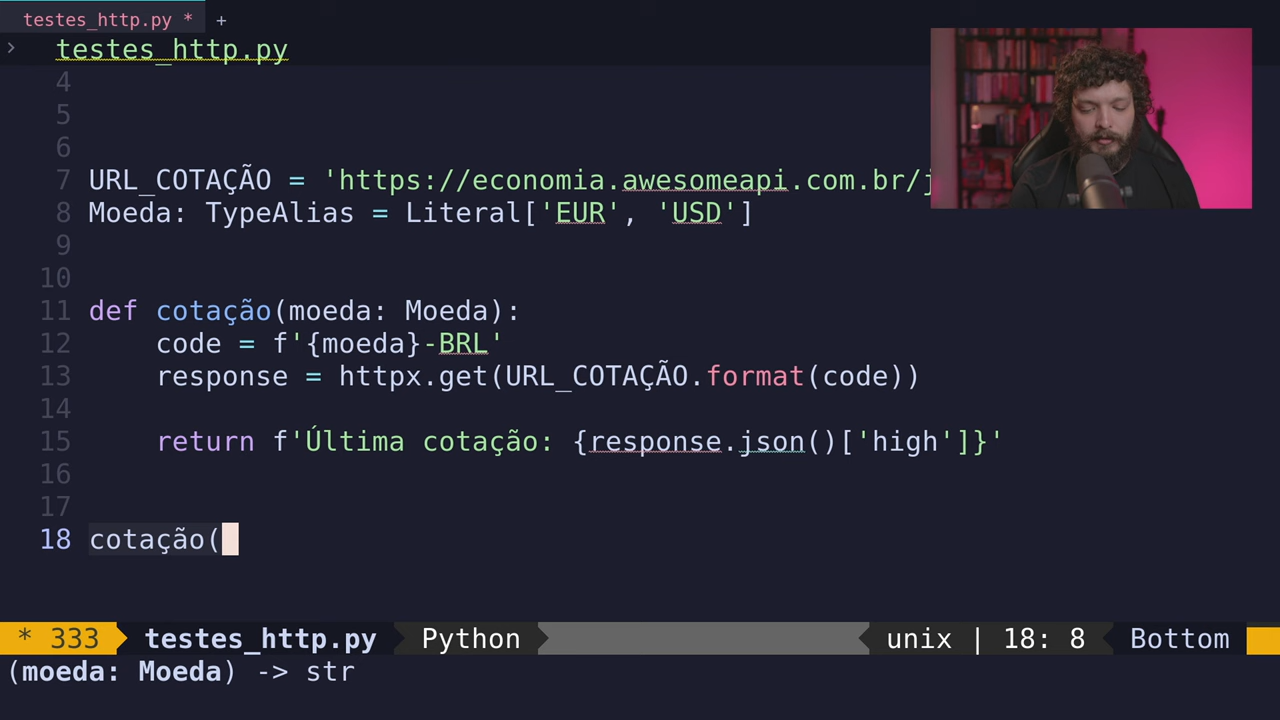 testes_http.py * +
> testes_http.py
4
5
6
7 URL_COTAÇÃO = 'https://economia.awesomeapi.com.br/j
8 Moeda: TypeAlias = Literal['EUR', 'USD']
9
10
11 def cotação(moeda: Moeda):
12     code = f'{moeda}-BRL'
13     response = httpx.get(URL_COTAÇÃO.format(code))
14
15     return f'Última cotação: {response.json()['high']}'
16
17
18 cotação(
* 333 testes_http.py Python unix | 18: 8 Bottom
(moeda: Moeda) -> str